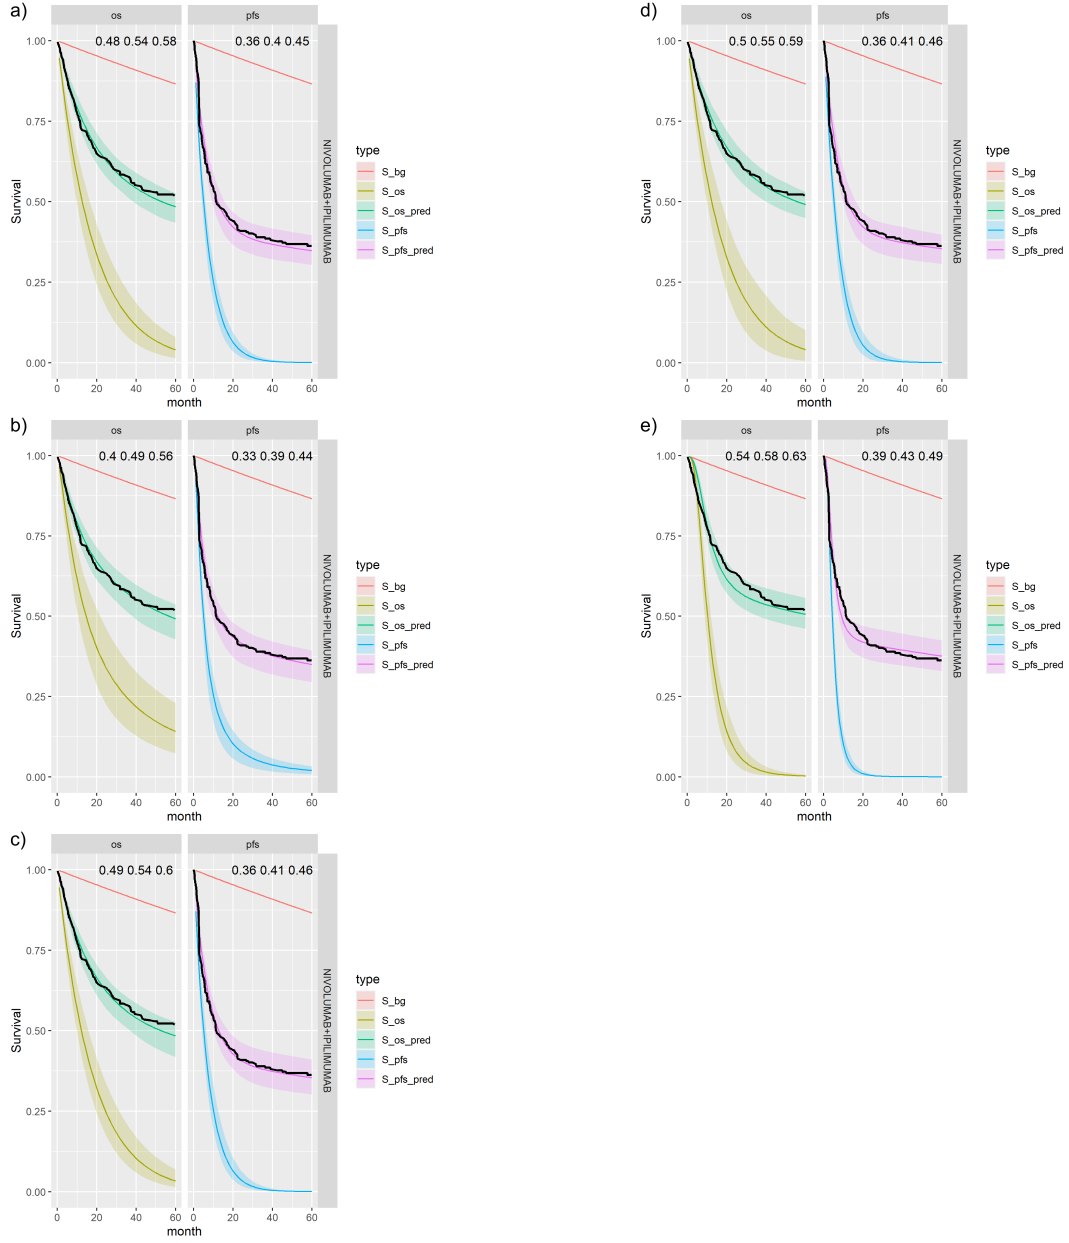 a)
os pfs
0.48 0.54 0.58 0.36 0.4 0.45
1.00
0.75
0.50
0.25
0.00
Survival
NIVOLUMAB+IPILIMUMAB
0 20 40 60 0 20 40 60
month
type
S_bg
S_os
S_os_pred
S_pfs
S_pfs_pred
d)
os pfs
0.5 0.55 0.59 0.36 0.41 0.46
1.00
0.75
0.50
0.25
0.00
Survival
NIVOLUMAB+IPILIMUMAB
0 20 40 60 0 20 40 60
month
type
S_bg
S_os
S_os_pred
S_pfs
S_pfs_pred
b)
os pfs
0.4 0.49 0.56 0.33 0.39 0.44
1.00
0.75
0.50
0.25
0.00
Survival
NIVOLUMAB+IPILIMUMAB
0 20 40 60 0 20 40 60
month
type
S_bg
S_os
S_os_pred
S_pfs
S_pfs_pred
e)
os pfs
0.54 0.58 0.63 0.39 0.43 0.49
1.00
0.75
0.50
0.25
0.00
Survival
NIVOLUMAB+IPILIMUMAB
0 20 40 60 0 20 40 60
month
type
S_bg
S_os
S_os_pred
S_pfs
S_pfs_pred
c)
os pfs
0.49 0.54 0.6 0.36 0.41 0.46
1.00
0.75
0.50
0.25
0.00
Survival
NIVOLUMAB+IPILIMUMAB
0 20 40 60 0 20 40 60
month
type
S_bg
S_os
S_os_pred
S_pfs
S_pfs_pred